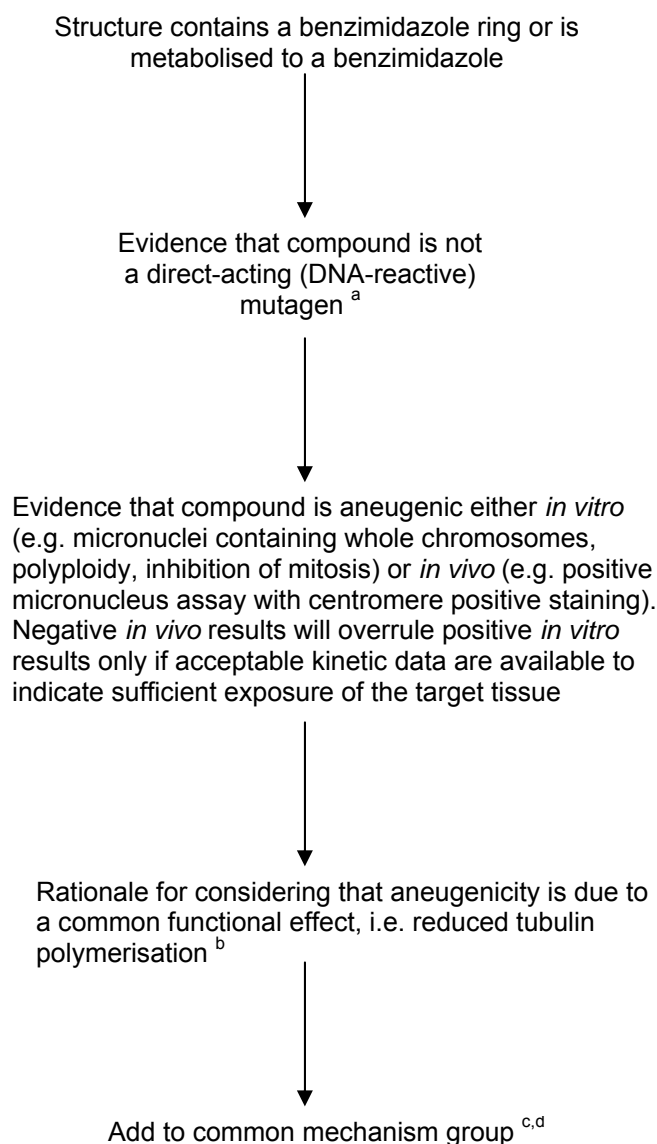 Structure contains a benzimidazole ring or is
metabolised to a benzimidazole
Evidence that compound is not
a direct-acting (DNA-reactive)
mutagen a
Evidence that compound is aneugenic either in vitro
(e.g. micronuclei containing whole chromosomes,
polyploidy, inhibition of mitosis) or in vivo (e.g. positive
micronucleus assay with centromere positive staining).
Negative in vivo results will overrule positive in vitro
results only if acceptable kinetic data are available to
indicate sufficient exposure of the target tissue
Rationale for considering that aneugenicity is due to
a common functional effect, i.e. reduced tubulin
polymerisation b
Add to common mechanism group c,d